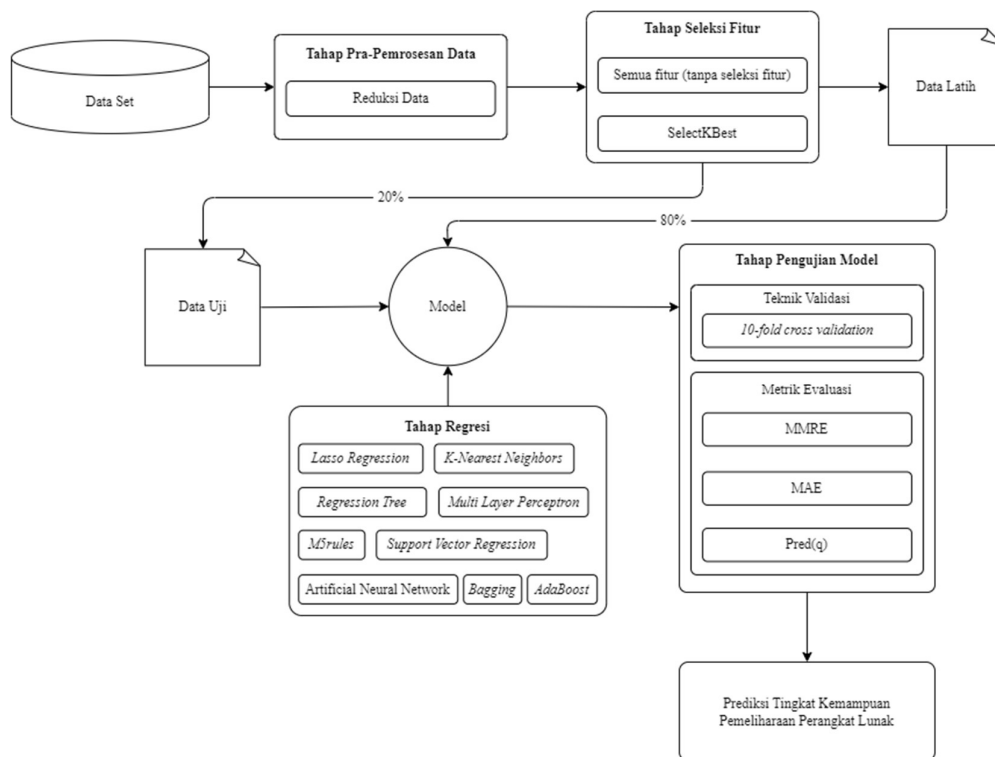 Data Set
Tahap Pra-Pemrosesan Data
Reduksi Data
Tahap Seleksi Fitur
Semua fitur (tanpa seleksi fitur)
SelectKBest
Data Latih
20%
80%
Data Uji
Model
Tahap Pengujian Model
Teknik Validasi
10-fold cross validation
Metrik Evaluasi
MMRE
MAE
Pred(q)
Tahap Regresi
Lasso Regression
K-Nearest Neighbors
Regression Tree
Multi Layer Perceptron
M5rules
Support Vector Regression
Artificial Neural Network
Bagging
AdaBoost
Prediksi Tingkat Kemampuan
Pemeliharaan Perangkat Lunak